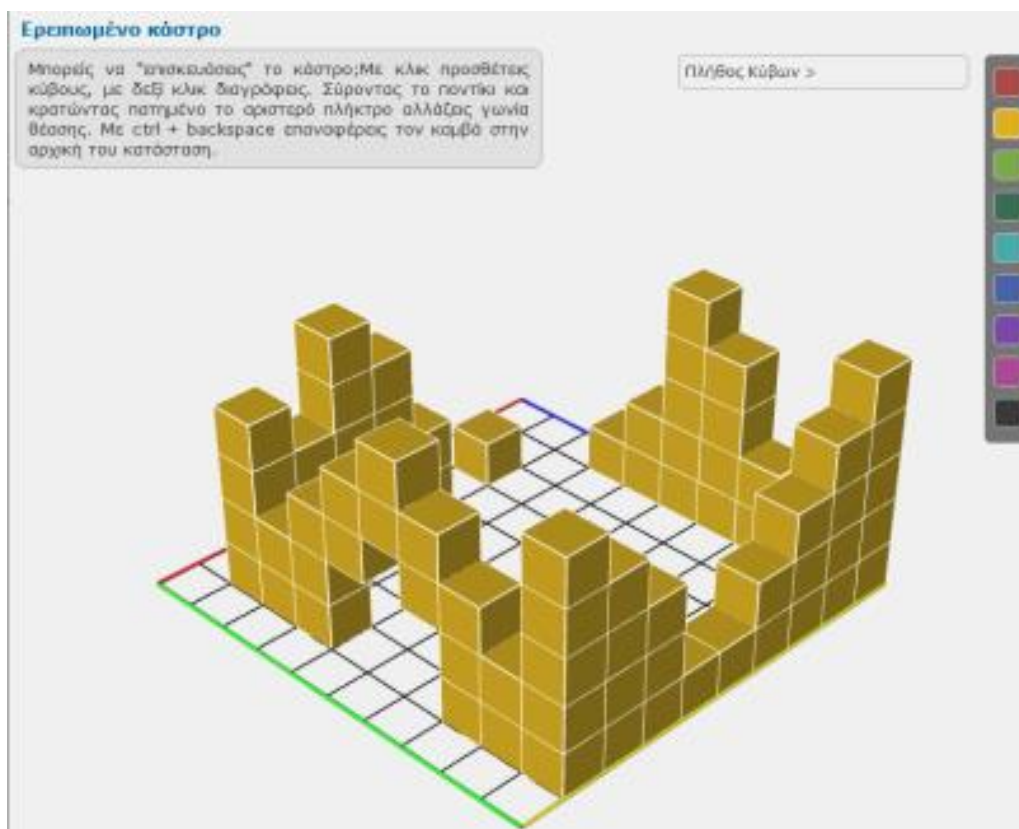 Ερειπωμένο κάστρο
Μπορείς να "επισκευάσεις" το κάστρο;Με κλικ προσθέτεις
κύβους, με δεξί κλικ διαγράφεις. Σύροντας το ποντίκι και
κρατώντας πατημένο το αριστερό πλήκτρο αλλάζεις γωνία
θέασης. Με ctrl + backspace επαναφέρεις τον καμβά στην
αρχική του κατάσταση.
Πλήθος Κύβων >